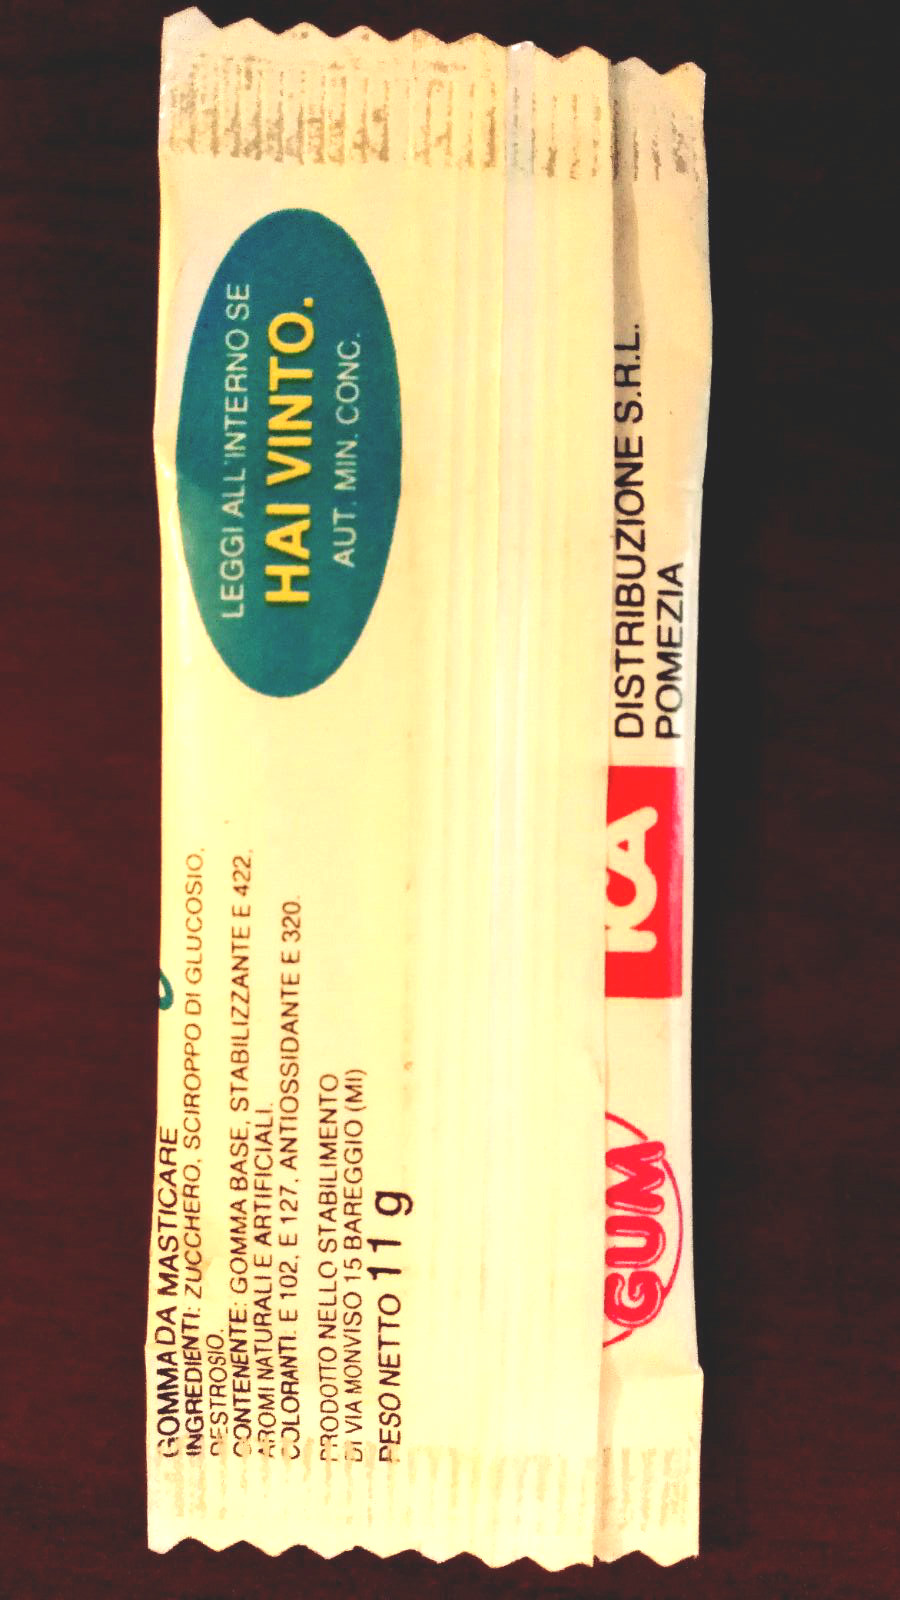 GOMMA DA MASTICARE
INGREDIENTI: ZUCCHERO, SCIROPPO DI GLUCOSIO,
DESTROSIO.
CONTENENTE: GOMMA BASE, STABILIZZANTE E 422.
AROMI NATURALI E ARTIFICIALI.
COLORANTI. E 102, E 127, ANTIOSSIDANTE E 320.
PRODOTTO NELLO STABILIMENTO
DI VIA MONVISO 15 BAREGGIO (MI)
PESO NETTO 11 g
LEGGI ALL'INTERNO SE
HAI VINTO.
AUT. MIN. CONC.
GUM
ICA
DISTRIBUZIONE S.R.L.
POMEZIA